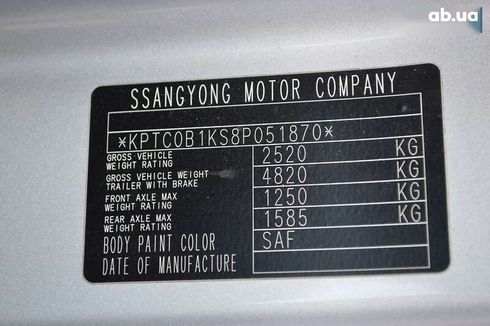 ab.ua
SSANGYONG MOTOR COMPANY
*KPTC0B1KS8P051870*
GROSS VEHICLE WEIGHT RATING 2520 KG
GROSS VEHICLE WEIGHT TRAILER WITH BRAKE 4820 KG
FRONT AXLE MAX WEIGHT RATING 1250 KG
REAR AXLE MAX WEIGHT RATING 1585 KG
BODY PAINT COLOR SAF
DATE OF MANUFACTURE